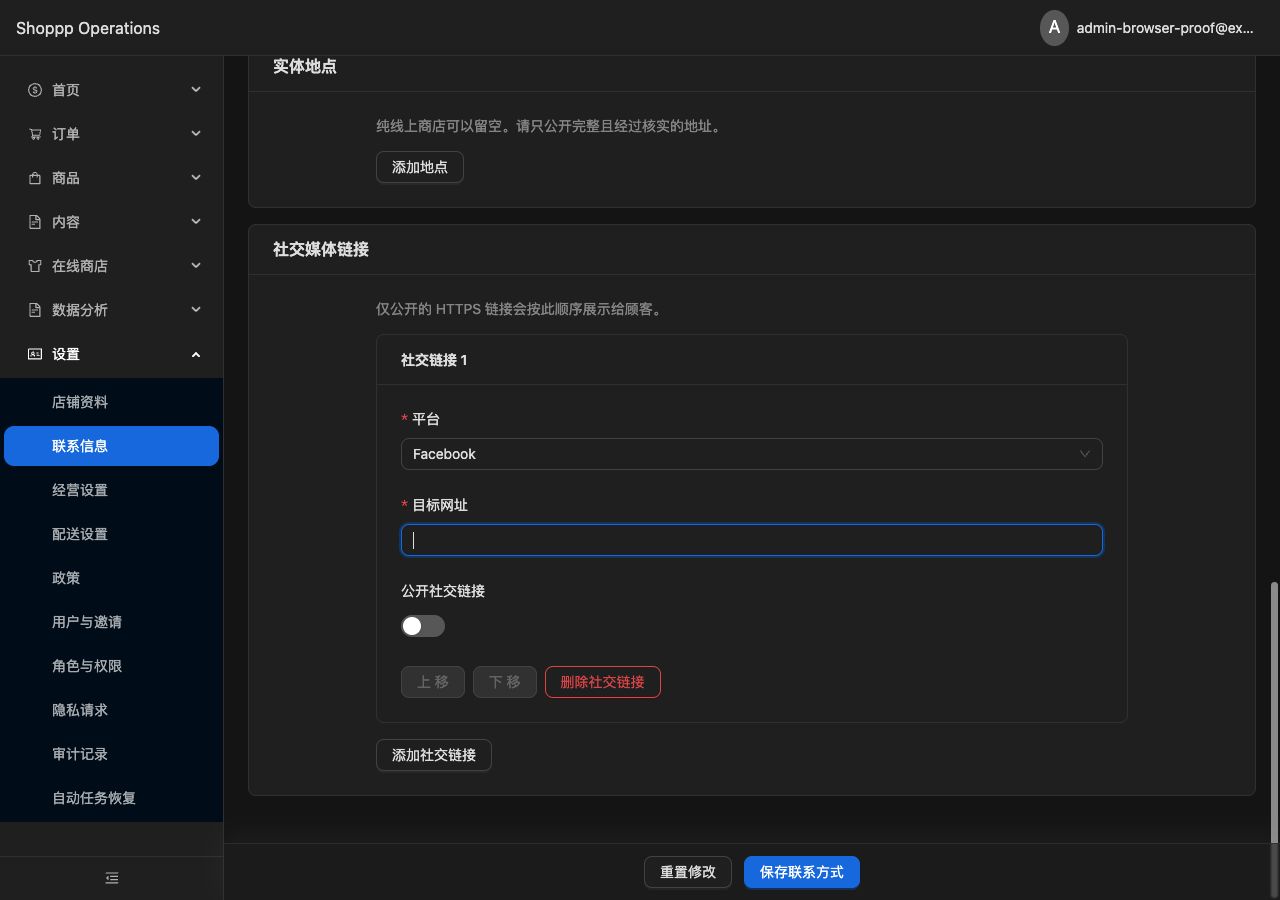 Shoppp Operations
A
admin-browser-proof@ex...
首页
订单
商品
内容
在线商店
数据分析
设置
店铺资料
联系信息
经营设置
配送设置
政策
用户与邀请
角色与权限
隐私请求
审计记录
自动任务恢复
实体地点
纯线上商店可以留空。请只公开完整且经过核实的地址。
添加地点
社交媒体链接
仅公开的 HTTPS 链接会按此顺序展示给顾客。
社交链接 1
* 平台
Facebook
* 目标网址
公开社交链接
上 移
下 移
删除社交链接
添加社交链接
重置修改
保存联系方式